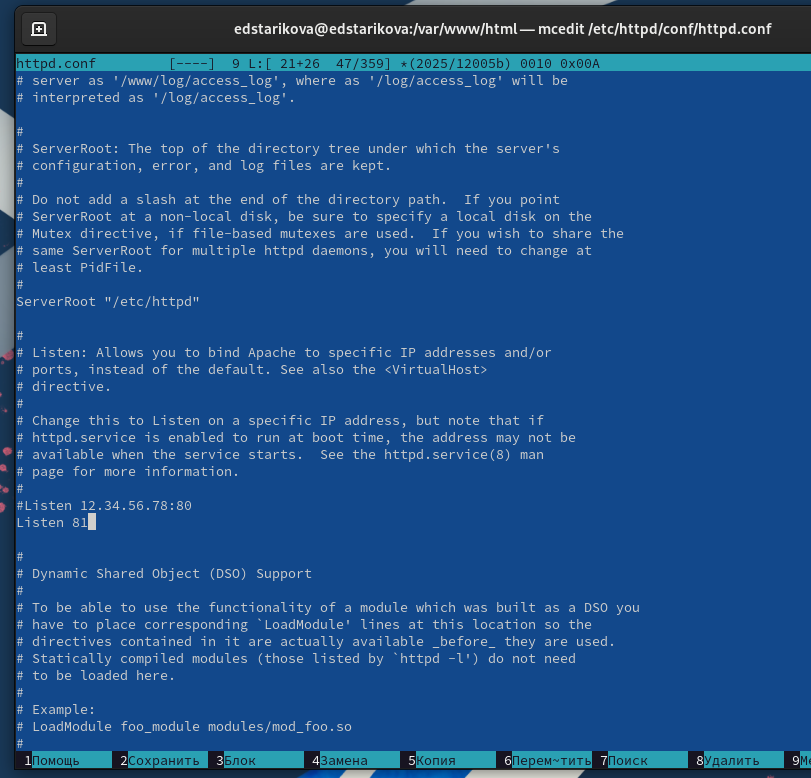 edstarikova@edstarikova:/var/www/html — mcedit /etc/httpd/conf/httpd.conf
httpd.conf         [----]  9 L:[ 21+26  47/359] *(2025/12005b) 0010 0x00A
# server as '/www/log/access_log', where as '/log/access_log' will be
# interpreted as '/log/access_log'.
#
# ServerRoot: The top of the directory tree under which the server's
# configuration, error, and log files are kept.
#
# Do not add a slash at the end of the directory path.  If you point
# ServerRoot at a non-local disk, be sure to specify a local disk on the
# Mutex directive, if file-based mutexes are used.  If you wish to share the
# same ServerRoot for multiple httpd daemons, you will need to change at
# least PidFile.
#
ServerRoot "/etc/httpd"
#
# Listen: Allows you to bind Apache to specific IP addresses and/or
# ports, instead of the default. See also the <VirtualHost>
# directive.
#
# Change this to Listen on a specific IP address, but note that if
# httpd.service is enabled to run at boot time, the address may not be
# available when the service starts.  See the httpd.service(8) man
# page for more information.
#
#Listen 12.34.56.78:80
Listen 81
#
# Dynamic Shared Object (DSO) Support
#
# To be able to use the functionality of a module which was built as a DSO you
# have to place corresponding `LoadModule' lines at this location so the
# directives contained in it are actually available _before_ they are used.
# Statically compiled modules (those listed by `httpd -l') do not need
# to be loaded here.
#
# Example:
# LoadModule foo_module modules/mod_foo.so
#
1Помощь 2Сохранить 3Блок 4Замена 5Копия 6Перем~тить 7Поиск 8Удалить 9